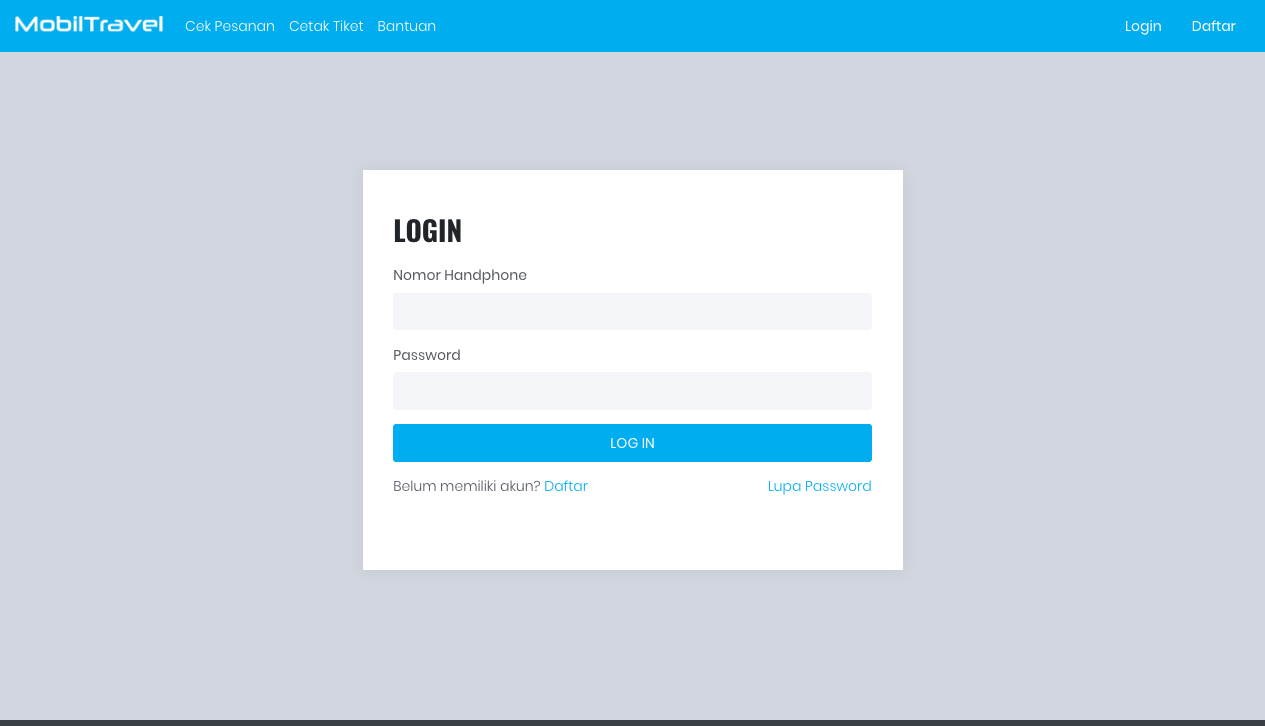 MobilTravel Cek Pesanan Cetak Tiket Bantuan Login Daftar
LOGIN
Nomor Handphone
Password
LOG IN
Belum memiliki akun? Daftar Lupa Password